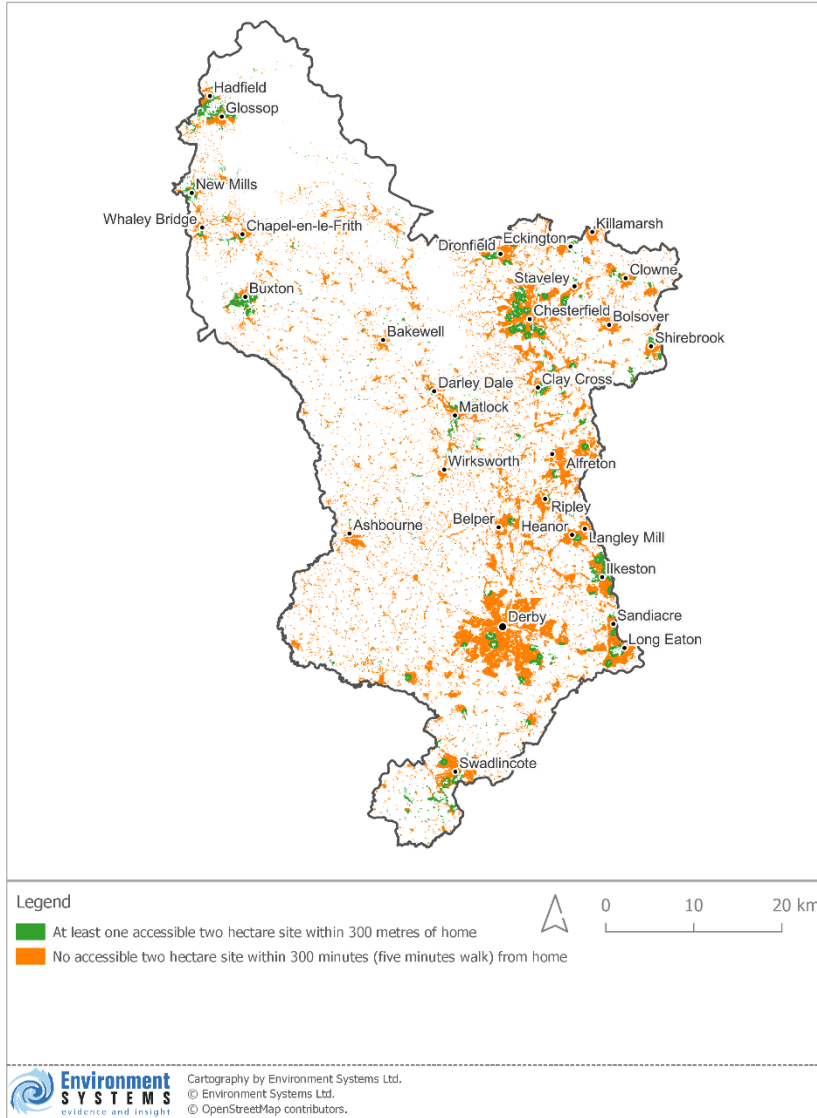 Hadfield
Glossop
New Mills
Whaley Bridge
Chapel-en-le-Frith
Killamarsh
Dronfield
Eckington
Clowne
Staveley
Buxton
Chesterfield
Bolsover
Bakewell
Shirebrook
Darley Dale
Clay Cross
Matlock
Wirksworth
Alfreton
Ripley
Belper
Heanor
Ashbourne
Langley Mill
Ilkeston
Derby
Sandiacre
Long Eaton
Swadlincote
Legend
0 10 20 km
At least one accessible two hectare site within 300 metres of home
No accessible two hectare site within 300 minutes (five minutes walk) from home
Environment
SYSTEMS
evidence and insight
Cartography by Environment Systems Ltd.
© Environment Systems Ltd.
© OpenStreetMap contributors.